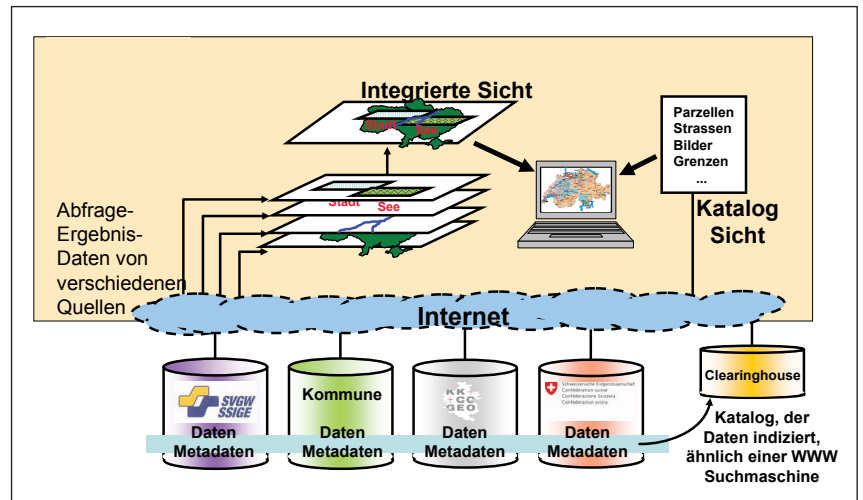 Integrierte Sicht
Stadt
See
Parzellen
Strassen
Bilder
Grenzen
...
Stadt
See
Katalog
Sicht
Abfrage-
Ergebnis-
Daten von
verschiedenen
Quellen
Internet
SVGW
SSIGE
Kommune
KK
CC
GEO
Schweizerische Eidgenossenschaft
Confédération suisse
Confederazione Svizzera
Confederaziun svizra
Clearinghouse
Daten
Metadaten
Daten
Metadaten
Daten
Metadaten
Daten
Metadaten
Katalog, der
Daten indiziert,
ähnlich einer WWW
Suchmaschine